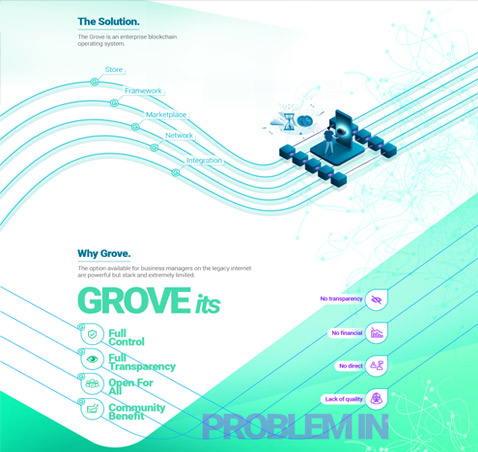 The Solution.
The Grove is an enterprise blockchain
operating system.
Store
Framework
Marketplace
Network
Integration
Why Grove.
The option available for business managers on the legacy internet
are powerful but stark and extremely limited.
GROVE its
Full
Control
Full
Transparency
Open For
All
Community
Benefit
No transparency
No financial
No direct
Lack of quality
PROBLEM IN